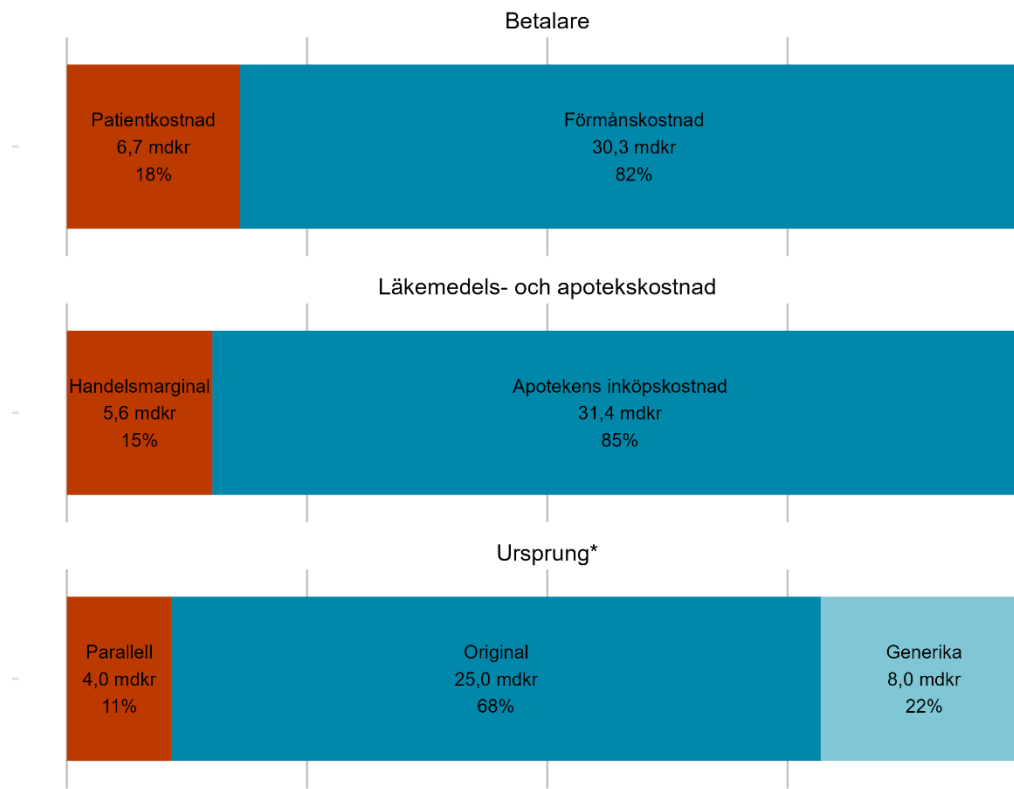 Betalare
Patientkostnad
6,7 mdkr
18%
Förmånskostnad
30,3 mdkr
82%
Läkemedels- och apotekskostnad
Handelsmarginal
5,6 mdkr
15%
Apotekens inköpskostnad
31,4 mdkr
85%
Ursprung*
Parallell
4,0 mdkr
11%
Original
25,0 mdkr
68%
Generika
8,0 mdkr
22%